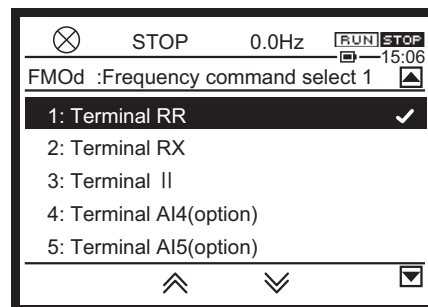 STOP 0.0Hz RUN STOP
15:06
FMOd :Frequency command select 1
1: Terminal RR
2: Terminal RX
3: Terminal II
4: Terminal AI4(option)
5: Terminal AI5(option)